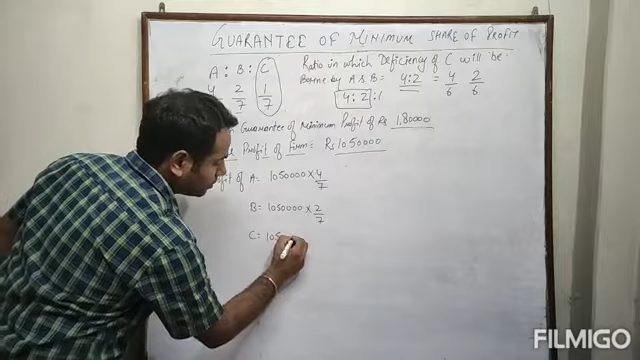 GUARANTEE OF MINIMUM SHARE OF PROFIT
A : B : C Ratio in which Deficiency of C will be
Borne by A & B = 4:2 = 4/6 2/6
4 2/7 1/7
4:2:1
Guarantee of Minimum Profit of Rs 1,80000
Profit of Firm = Rs 1050000
of A = 1050000 × 4/7
B = 1050000 × 2/7
C = 105
FILMIGO